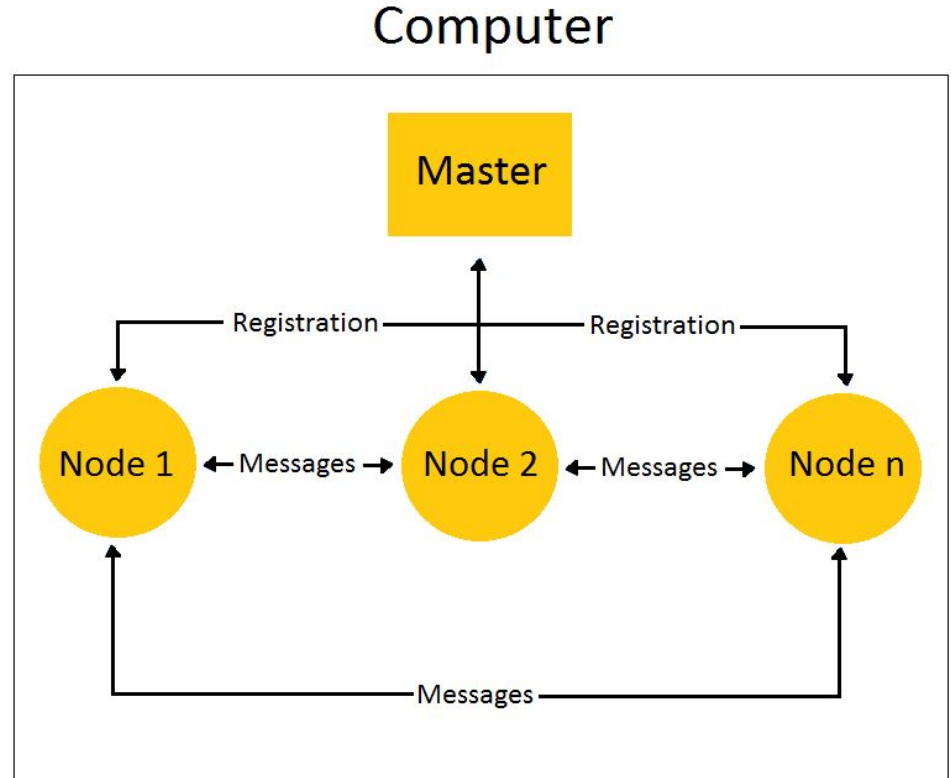 Computer
Master
Registration
Registration
Node 1
Messages
Node 2
Messages
Node n
Messages